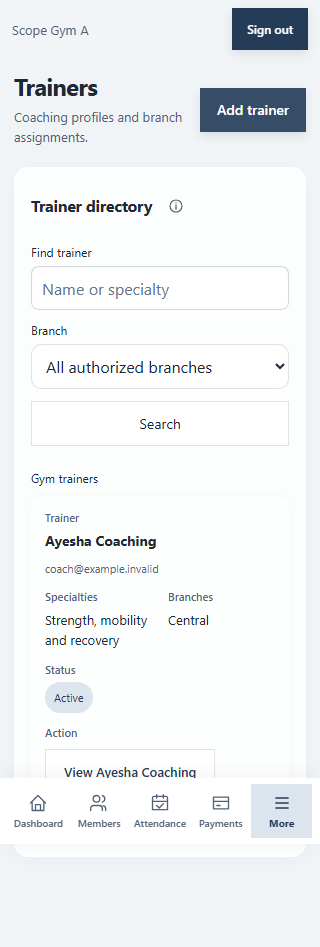 Scope Gym A
Sign out
Trainers
Coaching profiles and branch
assignments.
Add trainer
Trainer directory
Find trainer
Name or specialty
Branch
All authorized branches
Search
Gym trainers
Trainer
Ayesha Coaching
coach@example.invalid
Specialties
Branches
Strength, mobility
and recovery
Central
Status
Active
Action
View Ayesha Coaching
Dashboard
Members
Attendance
Payments
More